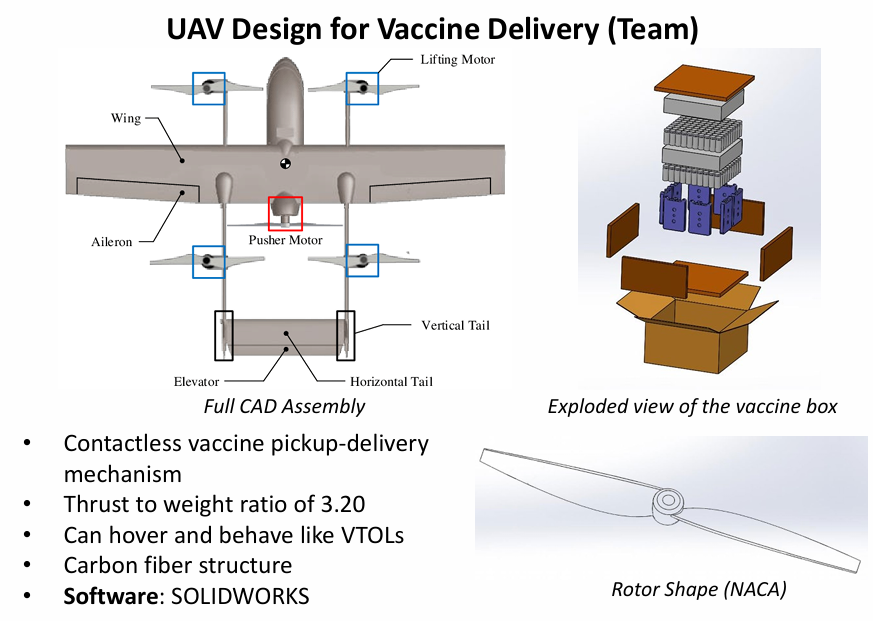 UAV Design for Vaccine Delivery (Team)
Lifting Motor
Wing
Aileron
Pusher Motor
Vertical Tail
Elevator
Horizontal Tail
Full CAD Assembly
Exploded view of the vaccine box
• Contactless vaccine pickup-delivery
mechanism
• Thrust to weight ratio of 3.20
• Can hover and behave like VTOLs
• Carbon fiber structure
• Software: SOLIDWORKS
Rotor Shape (NACA)